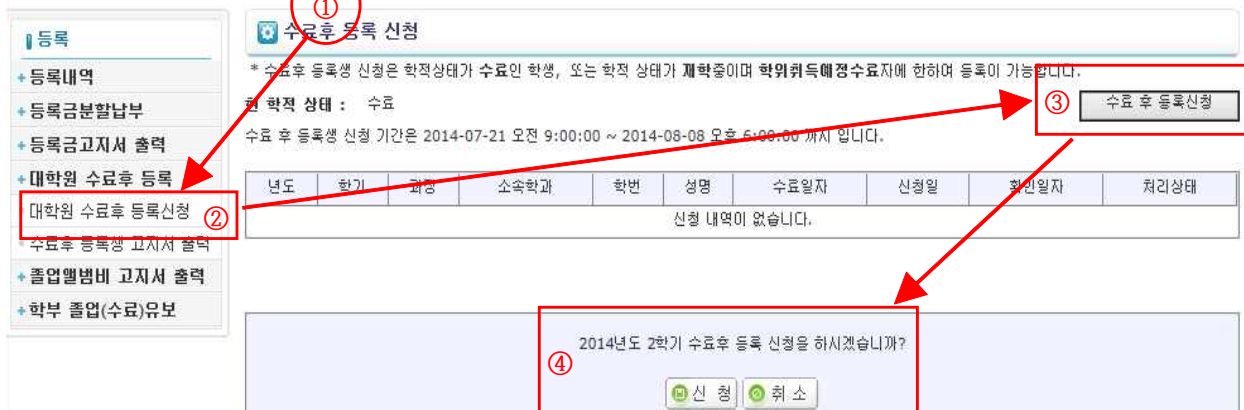 ①
등록
+등록내역
+등록금분할납부
+등록금고지서 출력
+대학원 수료후 등록
대학원 수료후 등록신청 ②
수료후 등록생 고지서 출력
+졸업앨범비 고지서 출력
+학부 졸업(수료)유보
수료후 등록 신청
* 수료후 등록생 신청은 학적상태가 수료인 학생, 또는 학적 상태가 재학중이며 학위취득예정수료자에 한하여 등록이 가능합니다.
현 학적 상태 : 수료
③ 수료 후 등록신청
수료 후 등록생 신청 기간은 2014-07-21 오전 9:00:00 ~ 2014-08-08 오후 6:00:00 까지 입니다.
년도 학기 과정 소속학과 학번 성명 수료일자 신청일 확인일자 처리상태
신청 내역이 없습니다.
2014년도 2학기 수료후 등록 신청을 하시겠습니까?
④
신 청 취 소